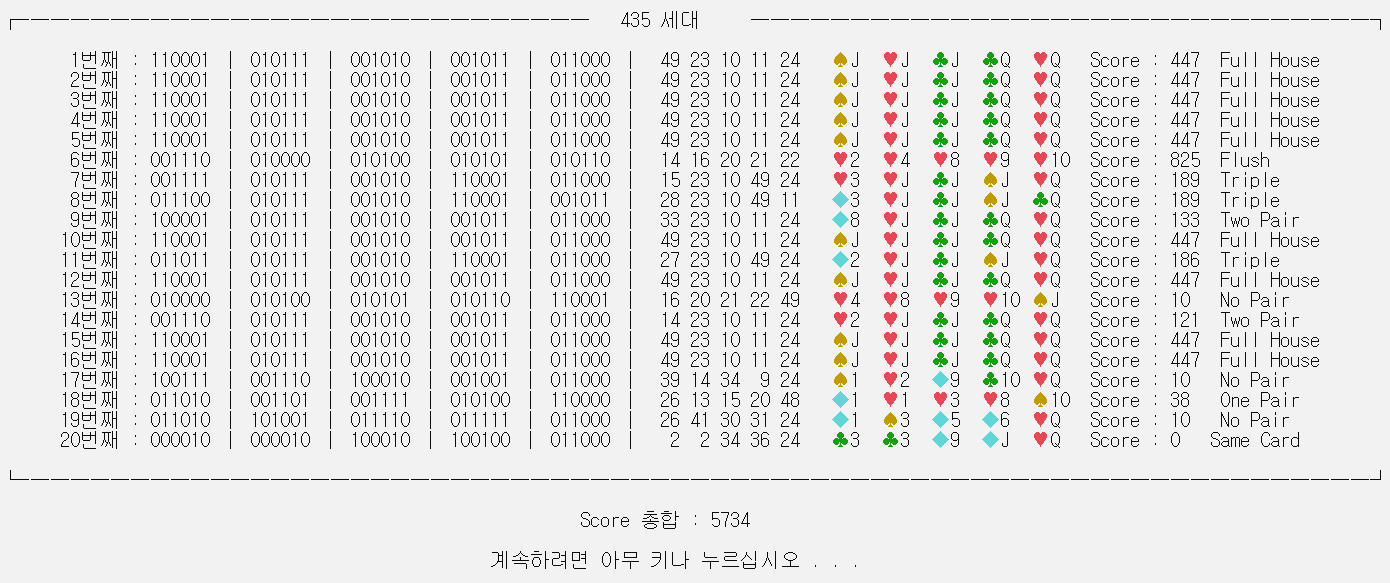 435 세대
1번째 : 110001 | 010111 | 001010 | 001011 | 011000 | 49 23 10 11 24 ♠J ♥J ♣J ♣Q ♥Q Score : 447 Full House
2번째 : 110001 | 010111 | 001010 | 001011 | 011000 | 49 23 10 11 24 ♠J ♥J ♣J ♣Q ♥Q Score : 447 Full House
3번째 : 110001 | 010111 | 001010 | 001011 | 011000 | 49 23 10 11 24 ♠J ♥J ♣J ♣Q ♥Q Score : 447 Full House
4번째 : 110001 | 010111 | 001010 | 001011 | 011000 | 49 23 10 11 24 ♠J ♥J ♣J ♣Q ♥Q Score : 447 Full House
5번째 : 110001 | 010111 | 001010 | 001011 | 011000 | 49 23 10 11 24 ♠J ♥J ♣J ♣Q ♥Q Score : 447 Full House
6번째 : 001110 | 010000 | 010100 | 010101 | 010110 | 14 16 20 21 22 ♥2 ♥4 ♥8 ♥9 ♥10 Score : 825 Flush
7번째 : 001111 | 010111 | 001010 | 110001 | 011000 | 15 23 10 49 24 ♥3 ♥J ♣J ♠J ♥Q Score : 189 Triple
8번째 : 011100 | 010111 | 001010 | 110001 | 001011 | 28 23 10 49 11 ♦3 ♥J ♣J ♠J ♣Q Score : 189 Triple
9번째 : 100001 | 010111 | 001010 | 001011 | 011000 | 33 23 10 11 24 ♦8 ♥J ♣J ♣Q ♥Q Score : 133 Two Pair
10번째 : 110001 | 010111 | 001010 | 001011 | 011000 | 49 23 10 11 24 ♠J ♥J ♣J ♣Q ♥Q Score : 447 Full House
11번째 : 011011 | 010111 | 001010 | 110001 | 011000 | 27 23 10 49 24 ♦2 ♥J ♣J ♠J ♥Q Score : 186 Triple
12번째 : 110001 | 010111 | 001010 | 001011 | 011000 | 49 23 10 11 24 ♠J ♥J ♣J ♣Q ♥Q Score : 447 Full House
13번째 : 010000 | 010100 | 010101 | 010110 | 110001 | 16 20 21 22 49 ♥4 ♥8 ♥9 ♥10 ♠J Score : 10 No Pair
14번째 : 001110 | 010111 | 001010 | 001011 | 011000 | 14 23 10 11 24 ♥2 ♥J ♣J ♣Q ♥Q Score : 121 Two Pair
15번째 : 110001 | 010111 | 001010 | 001011 | 011000 | 49 23 10 11 24 ♠J ♥J ♣J ♣Q ♥Q Score : 447 Full House
16번째 : 110001 | 010111 | 001010 | 001011 | 011000 | 49 23 10 11 24 ♠J ♥J ♣J ♣Q ♥Q Score : 447 Full House
17번째 : 100111 | 001110 | 100010 | 001001 | 011000 | 39 14 34 9 24 ♠1 ♥2 ♦9 ♣10 ♥Q Score : 10 No Pair
18번째 : 011010 | 001101 | 001111 | 010100 | 110000 | 26 13 15 20 48 ♦1 ♥1 ♥3 ♥8 ♠10 Score : 38 One Pair
19번째 : 011010 | 101001 | 011110 | 011111 | 011000 | 26 41 30 31 24 ♦1 ♠3 ♦5 ♦6 ♥Q Score : 10 No Pair
20번째 : 000010 | 000010 | 100010 | 100100 | 011000 | 2 2 34 36 24 ♣3 ♣3 ♦9 ♦J ♥Q Score : 0 Same Card
Score 총합 : 5734
계속하려면 아무 키나 누르십시오 . . .